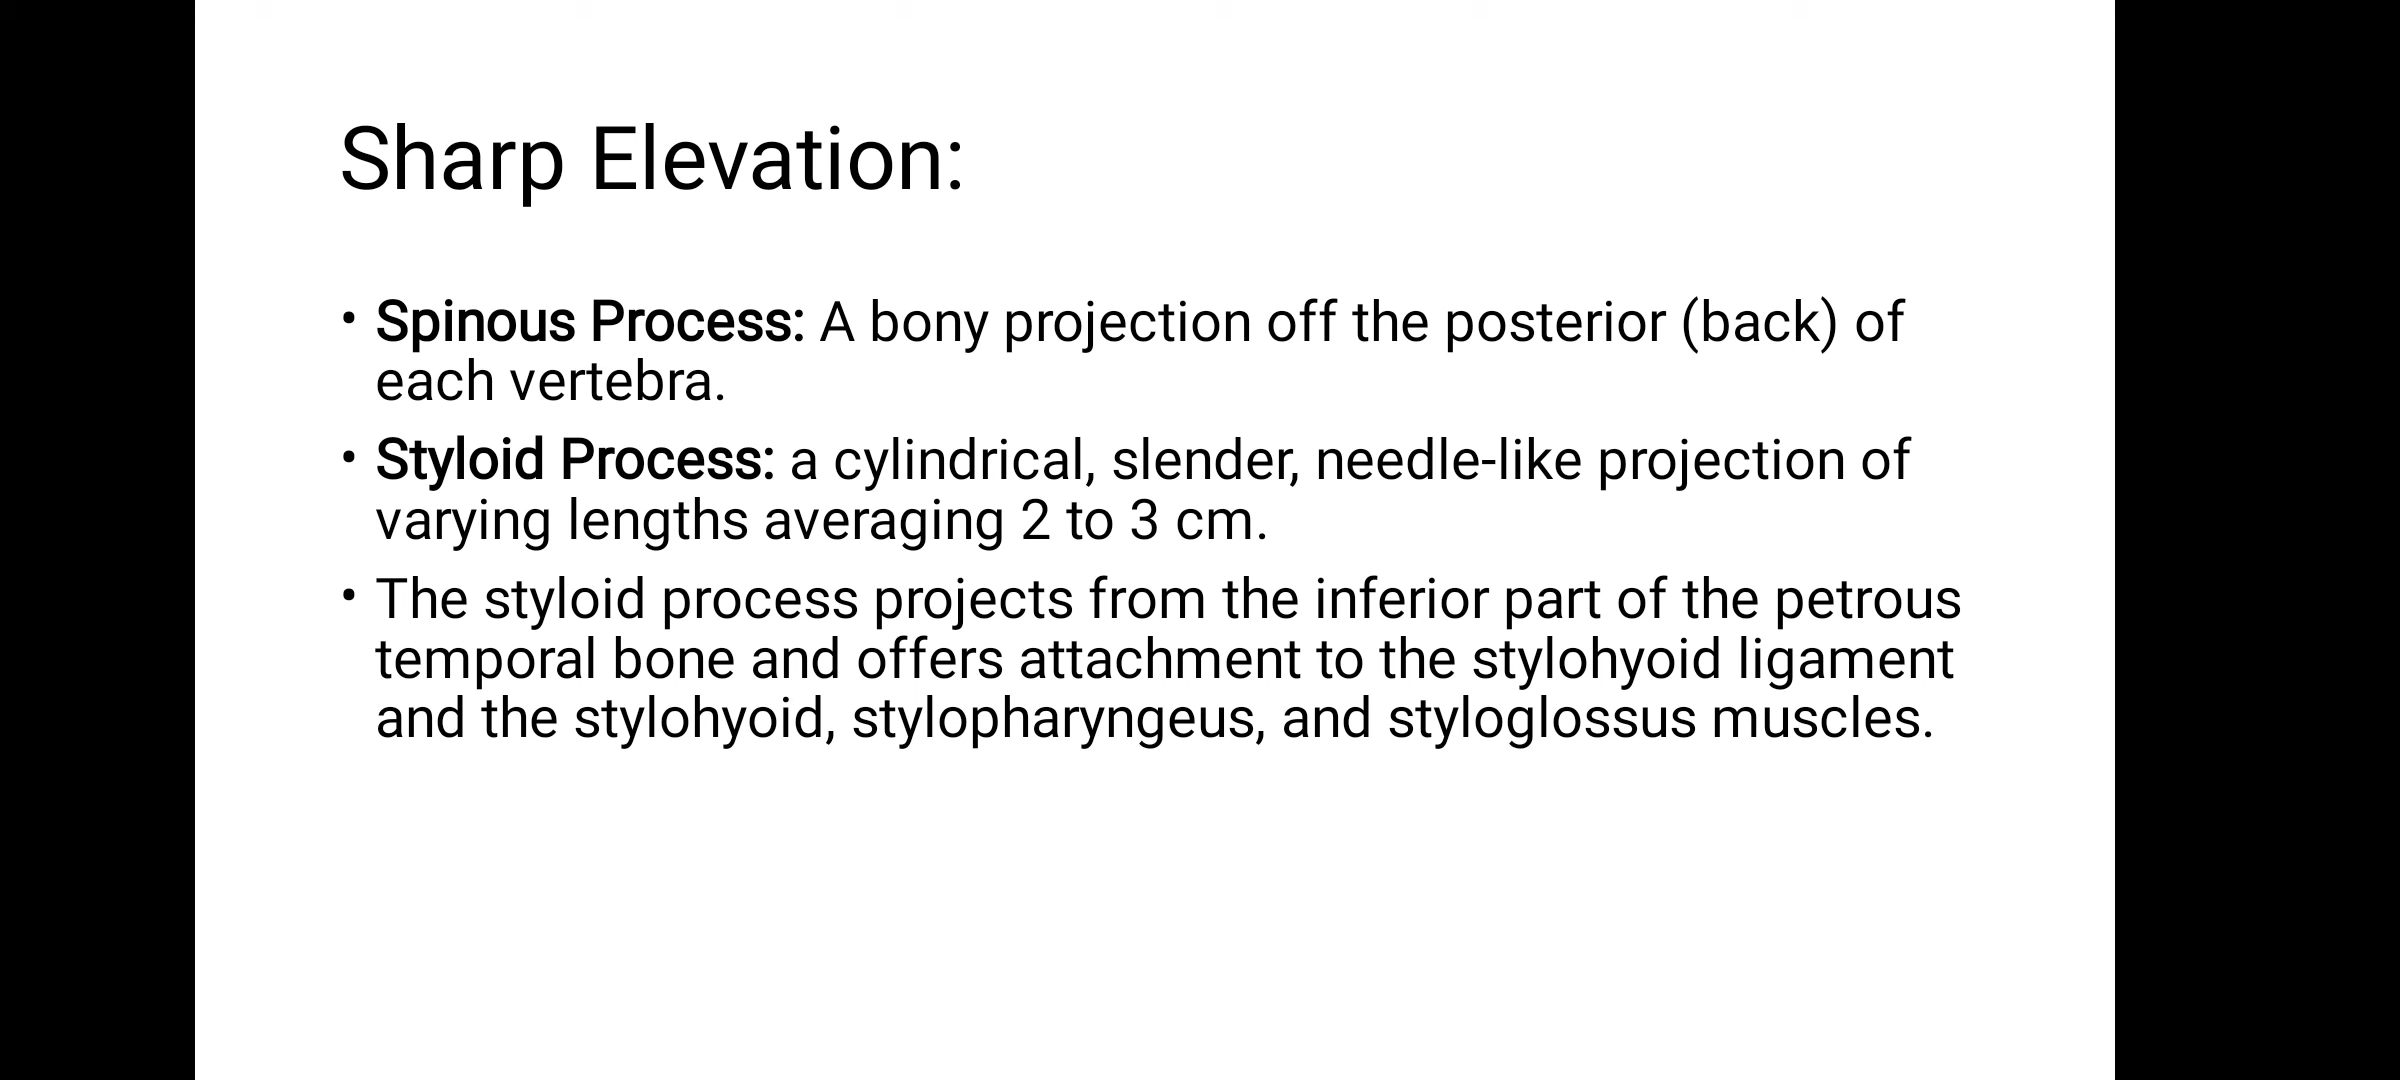 Sharp Elevation:
• Spinous Process: A bony projection off the posterior (back) of
each vertebra.
• Styloid Process: a cylindrical, slender, needle-like projection of
varying lengths averaging 2 to 3 cm.
• The styloid process projects from the inferior part of the petrous
temporal bone and offers attachment to the stylohyoid ligament
and the stylohyoid, stylopharyngeus, and styloglossus muscles.